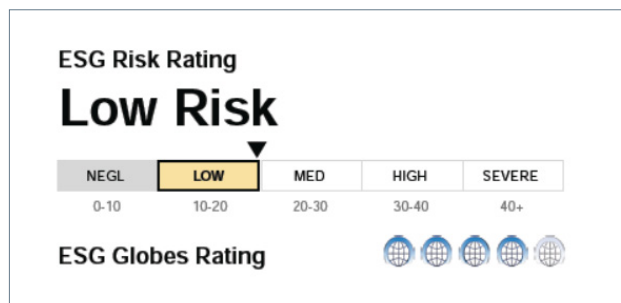 ESG Risk Rating
Low Risk
NEGL LOW MED HIGH SEVERE
0-10 10-20 20-30 30-40 40+
ESG Globes Rating